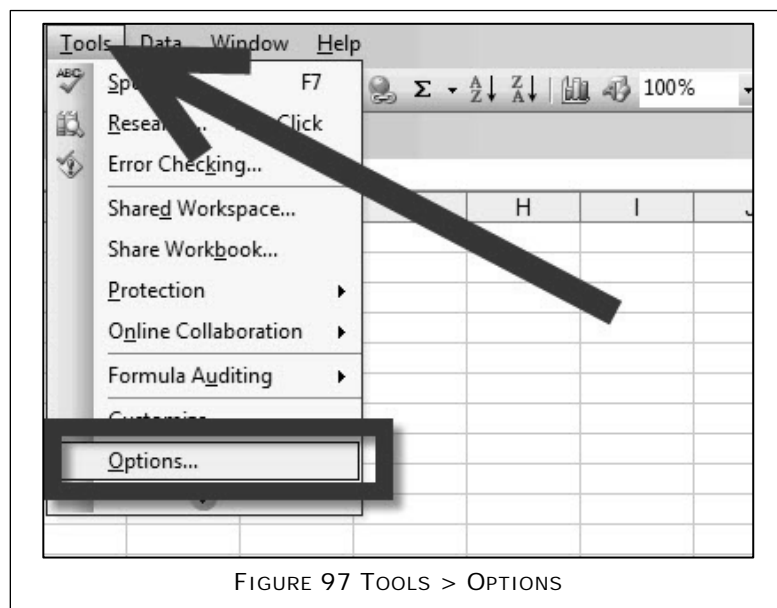 Tools Data Window Help
F7
Click
Error Checking...
Shared Workspace...
Share Workbook...
Protection
Online Collaboration
Formula Auditing
Options...
Σ
A Z
Z A
100%
H I J
ABC
FIGURE 97 TOOLS > OPTIONS